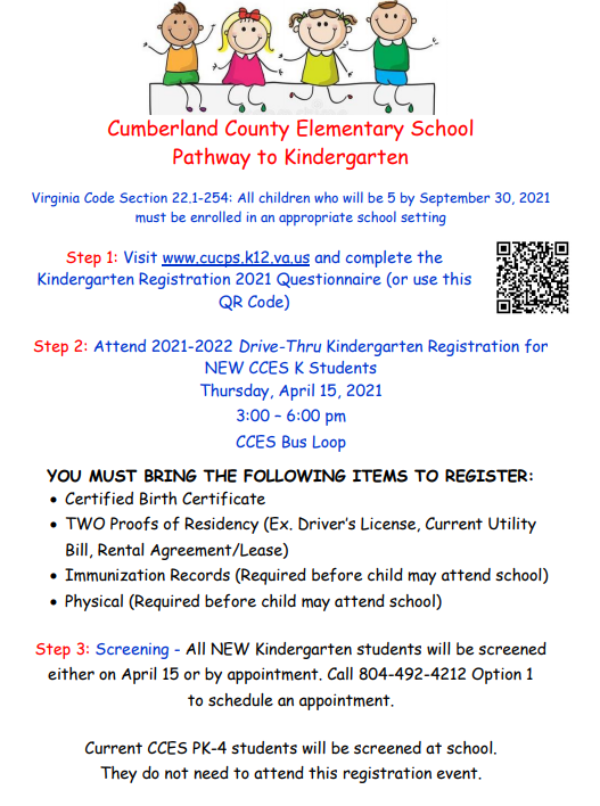 Cumberland County Elementary School
Pathway to Kindergarten
Virginia Code Section 22.1-254: All children who will be 5 by September 30, 2021
must be enrolled in an appropriate school setting
Step 1: Visit www.cucps.k12.va.us and complete the
Kindergarten Registration 2021 Questionnaire (or use this
QR Code)
Step 2: Attend 2021-2022 Drive-Thru Kindergarten Registration for
NEW CCES K Students
Thursday, April 15, 2021
3:00 – 6:00 pm
CCES Bus Loop
YOU MUST BRING THE FOLLOWING ITEMS TO REGISTER:
• Certified Birth Certificate
• TWO Proofs of Residency (Ex. Driver's License, Current Utility
Bill, Rental Agreement/Lease)
• Immunization Records (Required before child may attend school)
• Physical (Required before child may attend school)
Step 3: Screening - All NEW Kindergarten students will be screened
either on April 15 or by appointment. Call 804-492-4212 Option 1
to schedule an appointment.
Current CCES PK-4 students will be screened at school.
They do not need to attend this registration event.